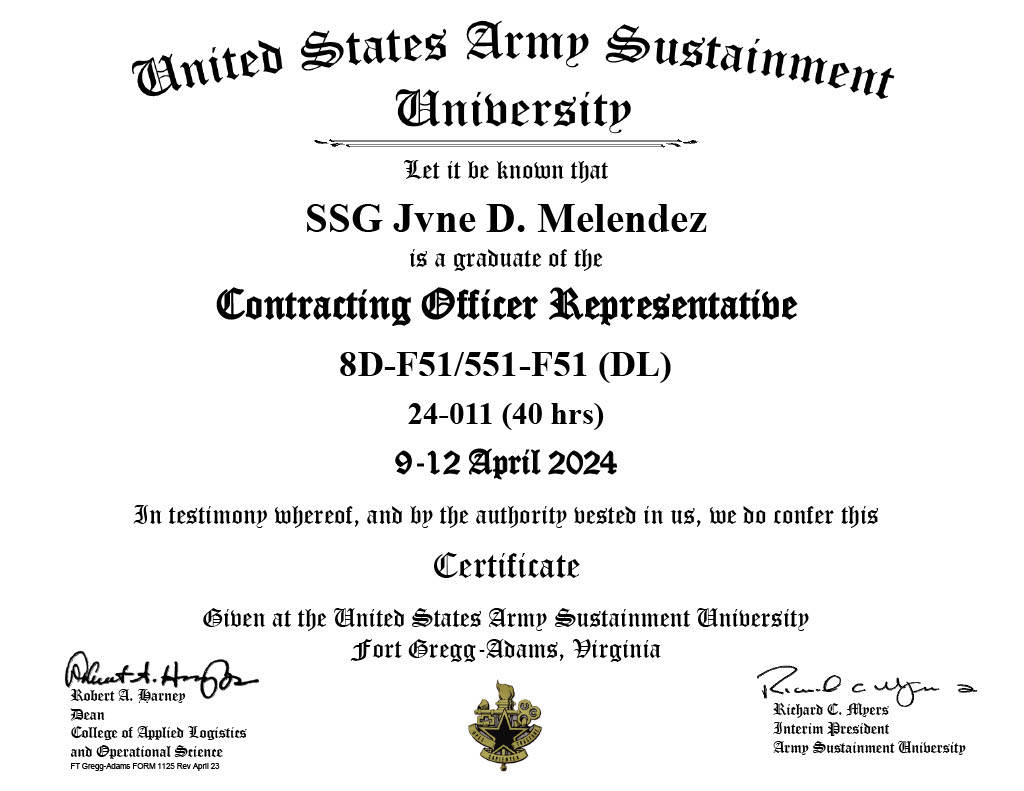 United States Army Sustainment
University
Let it be known that
SSG Jvne D. Melendez
is a graduate of the
Contracting Officer Representative
8D-F51/551-F51 (DL)
24-011 (40 hrs)
9-12 April 2024
In testimony whereof, and by the authority vested in us, we do confer this
Certificate
Given at the United States Army Sustainment University
Fort Gregg-Adams, Virginia
Robert A. Harney
Dean
College of Applied Logistics
and Operational Science
FT Gregg-Adams FORM 1125 Rev April 23
Richard C. Myers
Interim President
Army Sustainment University